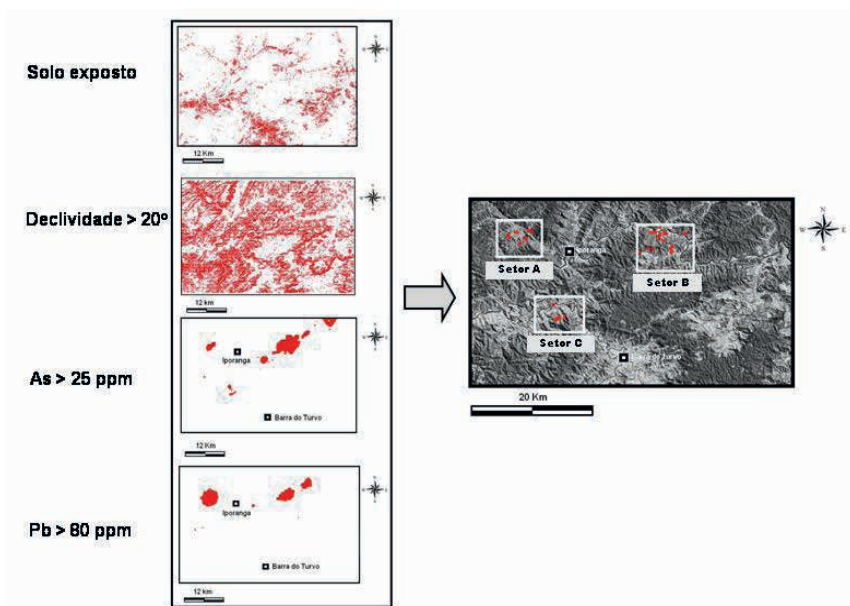 Solo exposto
12 Km
Declividade > 20º
12 km
As > 25 ppm
Iporanga
Barra do Turvo
12 Km
Pb > 80 ppm
Iporanga
Barra do Turvo
12 km
N
W E
S
Setor A
Iporanga
Setor B
Setor C
Barra do Turvo
20 Km